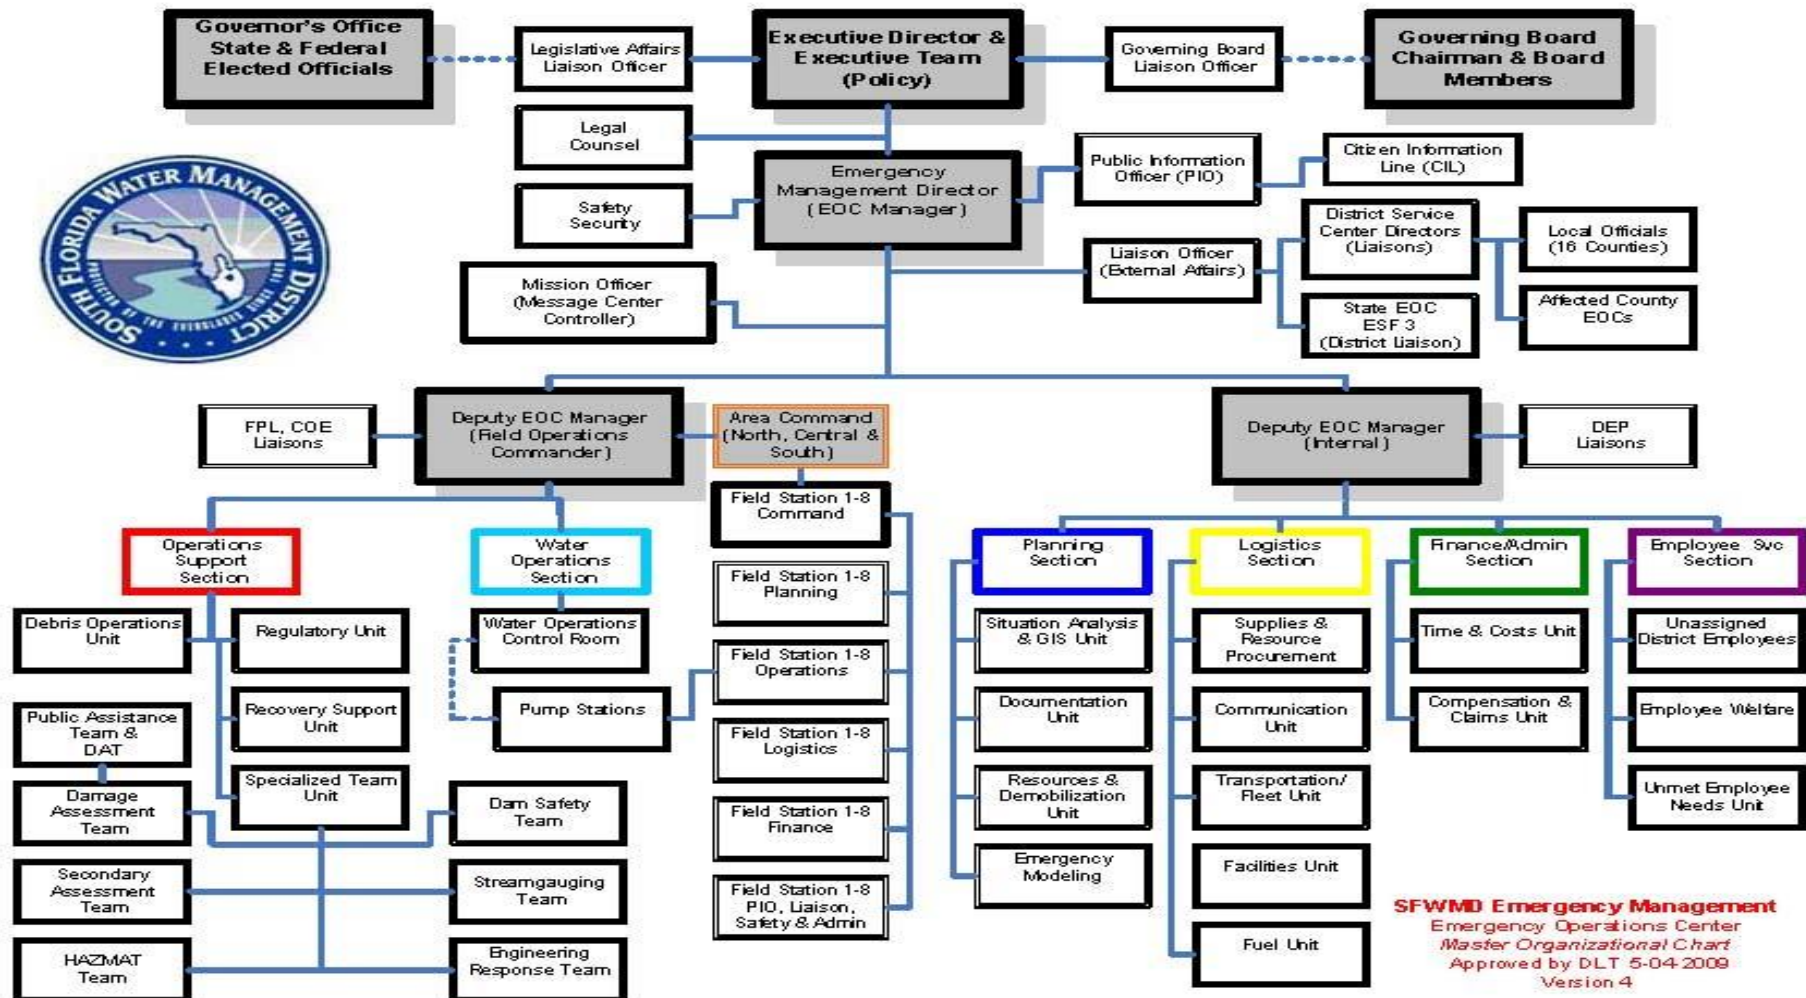 Governor's Office
State & Federal
Elected Officials
Legislative Affairs
Liaison Officer
Executive Director &
Executive Team
(Policy)
Governing Board
Liaison Officer
Governing Board
Chairman & Board
Members
Legal
Counsel
Safety
Security
Emergency
Management Director
(EOC Manager)
Public Information
Officer (PIO)
Citizen Information
Line (CIL)
Mission Officer
(Message Center
Controller)
Liaison Officer
(External Affairs)
District Service
Center Directors
(Liaisons)
Local Officials
(16 Counties)
State EOC
ESF 3
(District Liaison)
Affected County
EOCs
SOUTH FLORIDA WATER MANAGEMENT DISTRICT
FPL, COE
Liaisons
Deputy EOC Manager
(Field Operations
Commander)
Area Command
(North, Central &
South)
Deputy EOC Manager
(Internal)
DEP
Liaisons
Operations
Support
Section
Water
Operations
Section
Debris Operations
Unit
Regulatory Unit
Recovery Support
Unit
Public Assistance
Team &
DAT
Specialized Team
Unit
Damage
Assessment
Team
Dam Safety
Team
Secondary
Assessment
Team
Streamgauging
Team
HAZMAT
Team
Engineering
Response Team
Water Operations
Control Room
Pump Stations
Field Station 1-8
Command
Field Station 1-8
Planning
Field Station 1-8
Operations
Field Station 1-8
Logistics
Field Station 1-8
Finance
Field Station 1-8
PIO, Liaison,
Safety & Admin
Planning
Section
Situation Analysis
& GIS Unit
Documentation
Unit
Resources &
Demobilization
Unit
Emergency
Modeling
Logistics
Section
Supplies &
Resource
Procurement
Communication
Unit
Transportation/
Fleet Unit
Facilities Unit
Fuel Unit
Finance/Admin
Section
Time & Costs Unit
Compensation &
Claims Unit
Employee Svc
Section
Unassigned
District Employees
Employee Welfare
Unmet Employee
Needs Unit
SFWMD Emergency Management
Emergency Operations Center
Master Organizational Chart
Approved by DLT 5-04-2009
Version 4